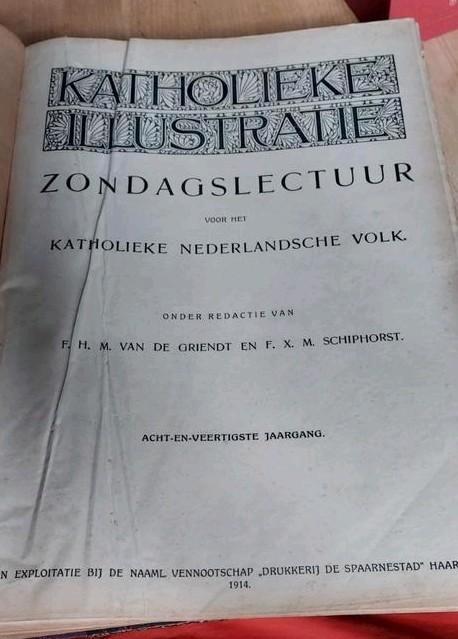 KATHOLIEKE
ILLUSTRATIE
ZONDAGSLECTUUR
VOOR HET
KATHOLIEKE NEDERLANDSCHE VOLK.
ONDER REDACTIE VAN
F. H. M. VAN DE GRIENDT EN F. X. M. SCHIPHORST.
ACHT-EN-VEERTIGSTE JAARGANG.
N EXPLOITATIE BIJ DE NAAML. VENNOOTSCHAP „DRUKKERIJ DE SPAARNESTAD" HAAR
1914.